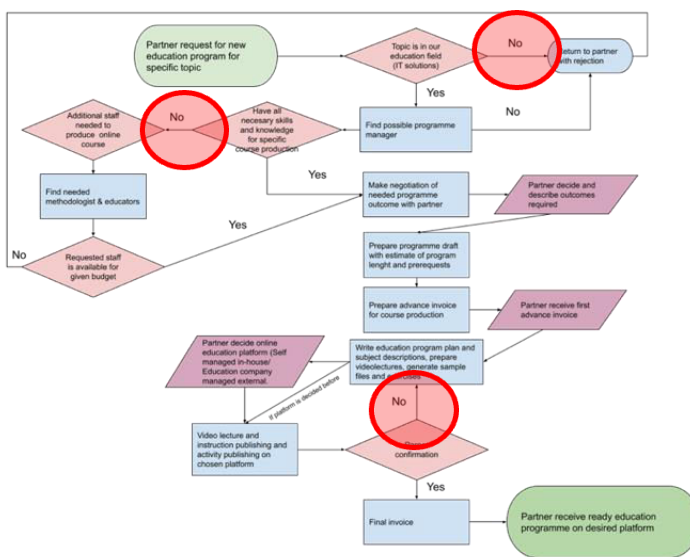 Partner request for new
education program for
specific topic
Topic is in our
education field
(IT solutions)
No
Return to partner
with rejection
Yes
No
Additional staff
needed to
produce online
course
No
Have all
necesary skills
and knowledge
for specific
course production
Find possible programme
manager
Yes
Find needed
methodologist & educators
Make negotiation of
needed programme
outcome with partner
Partner decide and
describe outcomes
required
Yes
No
Requested staff
is available for
given budget
Prepare programme draft
with estimate of program
lenght and prerequests
Prepare advance invoice
for course production
Partner receive first
advance invoice
Partner decide online
education platform (Self
managed in-house/
Education company
managed external.
Write education program plan and
subject descriptions, prepare
videolectures, generate sample
files and exercises
If platform is decided before
No
Video lecture and
instruction publishing and
activity publishing on
chosen platform
confirmation
Yes
Final invoice
Partner receive ready education
programme on desired platform